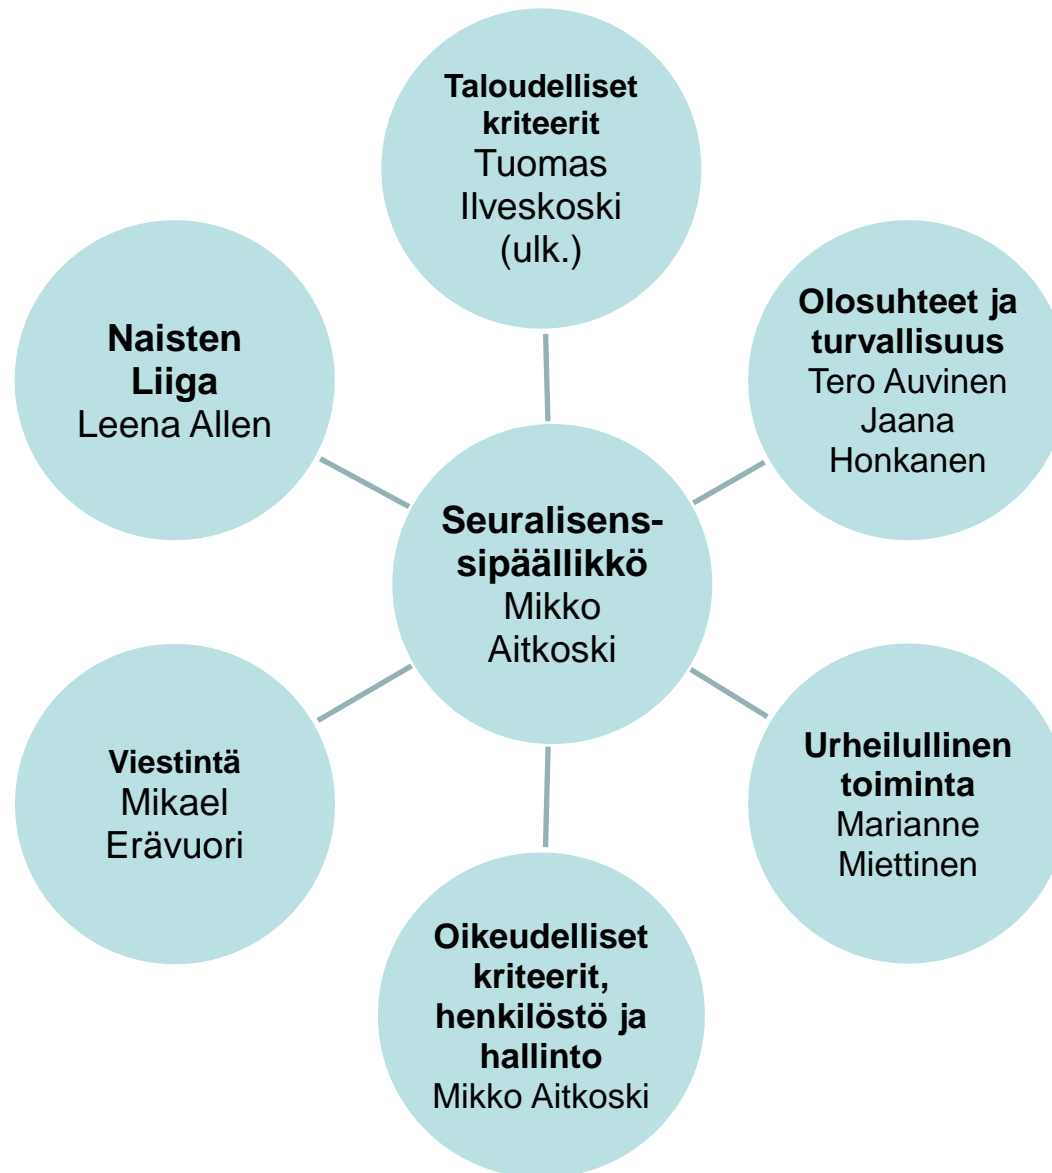 Taloudelliset
kriteerit
Tuomas
Ilveskoski
(ulk.)
Olosuhteet ja
turvallisuus
Tero Auvinen
Jaana
Honkanen
Naisten
Liiga
Leena Allen
Seuralisens-
sipäällikkö
Mikko
Aitkoski
Urheilullinen
toiminta
Marianne
Miettinen
Viestintä
Mikael
Erävuori
Oikeudelliset
kriteerit,
henkilöstö ja
hallinto
Mikko Aitkoski